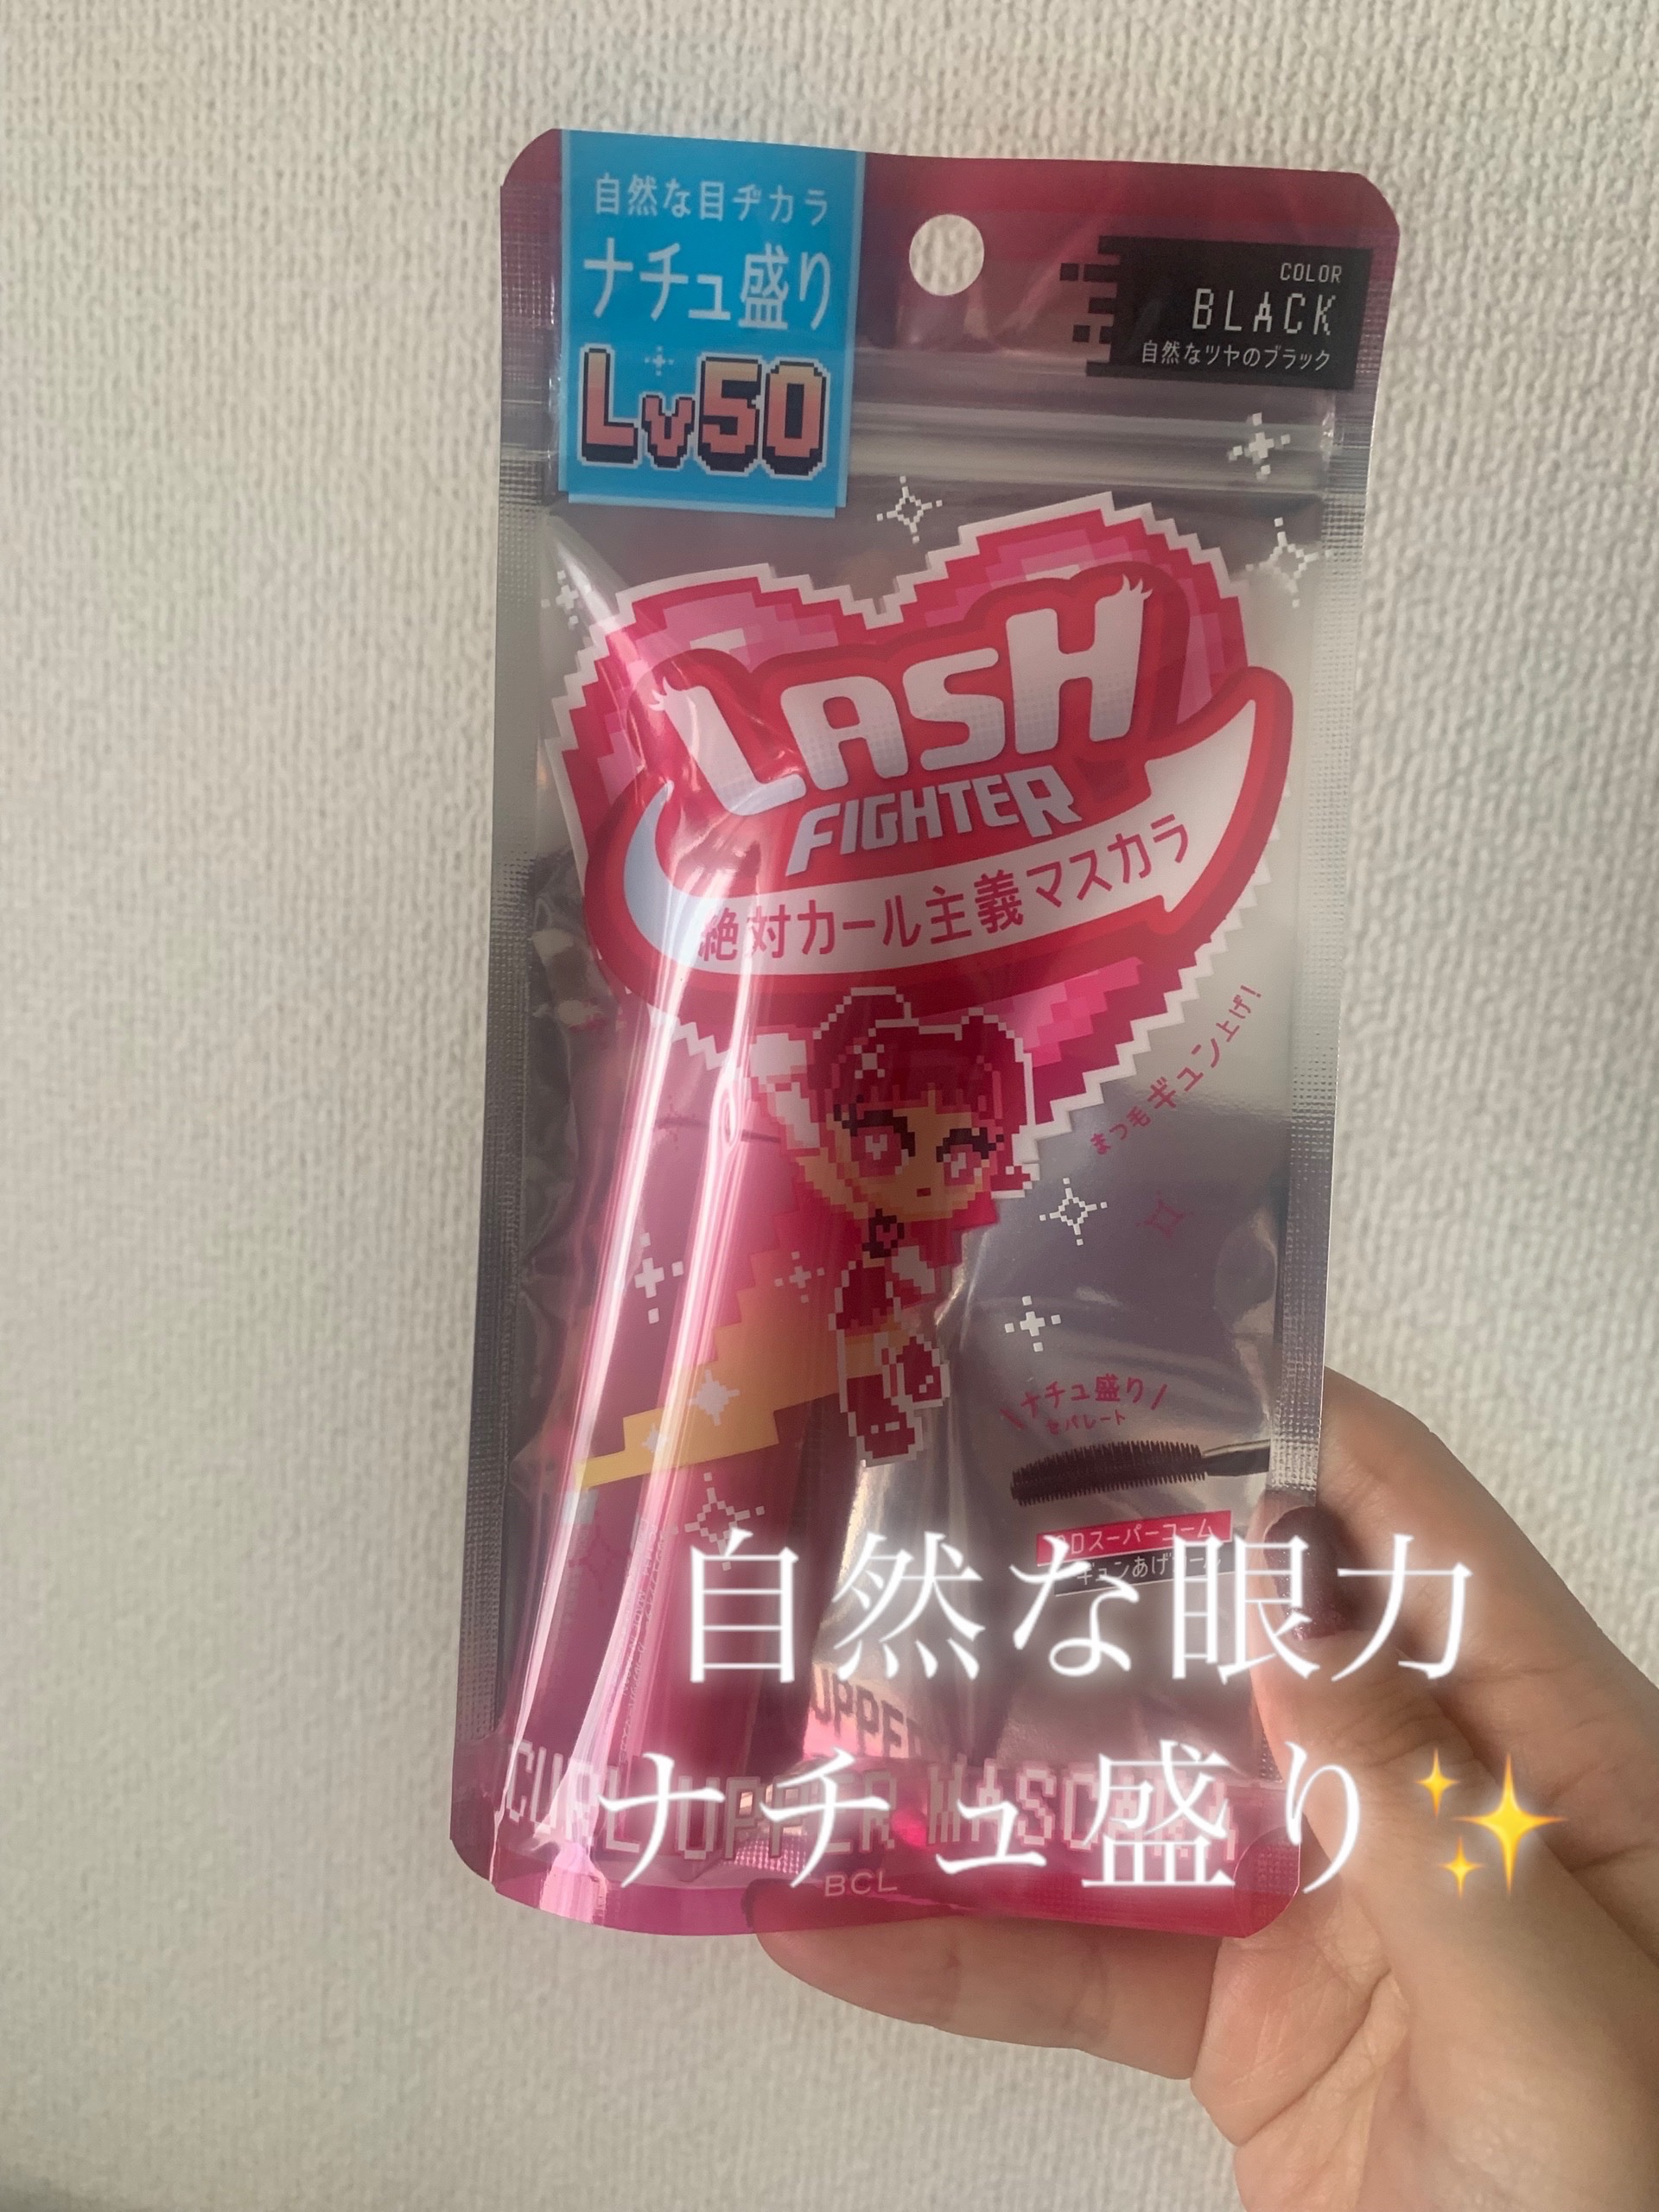 自然な目ヂカラ
ナチュ盛り
Lv50
COLOR
BLACK
自然なツヤのブラック
LASH
FIGHTER
絶対カール主義マスカラ
まつ毛ギュン上げ!
\ナチュ盛り/
セパレート
Dスーパーコーム
ギュンあげ
自然な眼力
UPPER
ナチュ盛り✨
CURL UPPER MASCARA
BCL